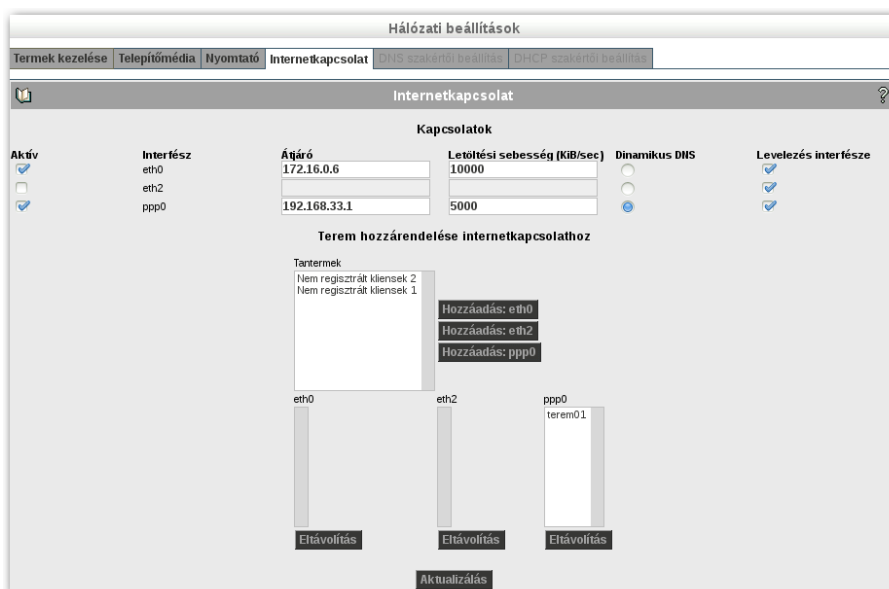 Hálózati beállítások
Termek kezelése Telepítőmédia Nyomtató Internetkapcsolat DNS szakértői beállítás DHCP szakértői beállítás
Internetkapcsolat ?
Kapcsolatok
Aktív Interfész Átjáró Letöltési sebesség (KiB/sec) Dinamikus DNS Levelezés interfésze
eth0 172.16.0.6 10000
eth2
ppp0 192.168.33.1 5000
Terem hozzárendelése internetkapcsolathoz
Tantermek
Nem regisztrált kliensek 2
Nem regisztrált kliensek 1
Hozzáadás: eth0
Hozzáadás: eth2
Hozzáadás: ppp0
eth0 eth2 ppp0
terem01
Eltávolítás Eltávolítás Eltávolítás
Aktualizálás